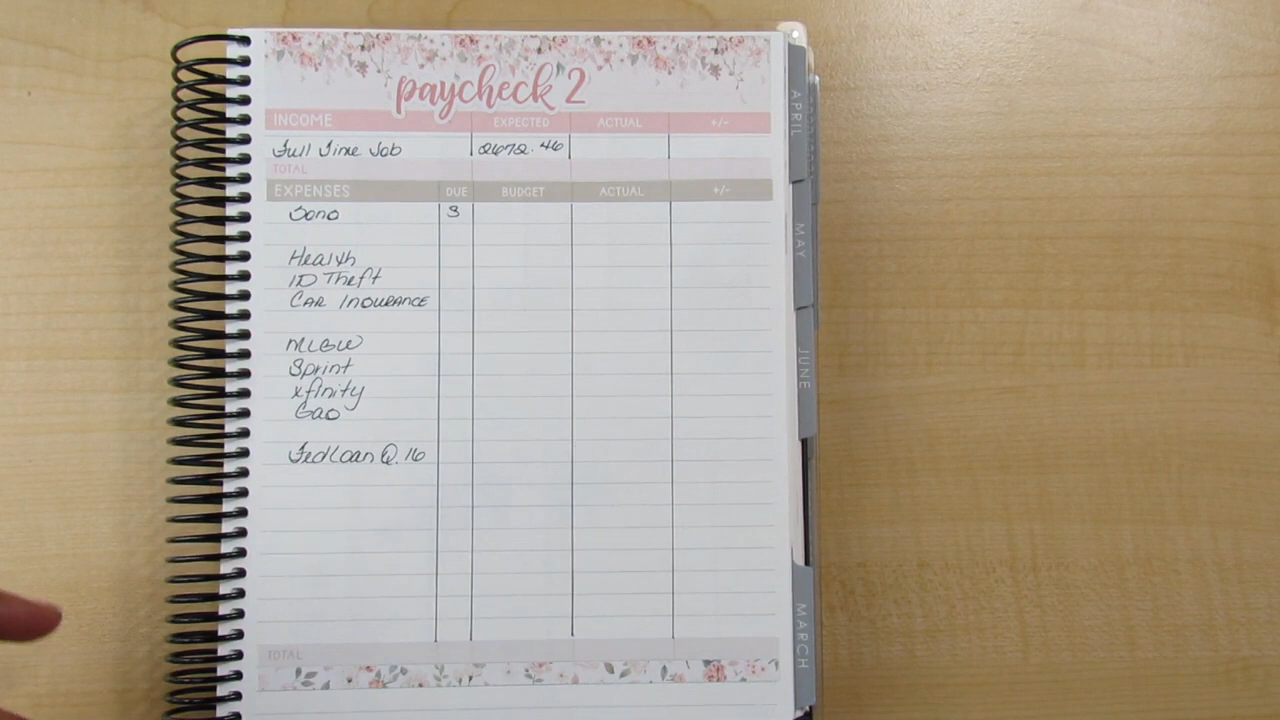 paycheck 2
INCOME EXPECTED ACTUAL +/-
Full Time Job 2672.46
TOTAL
EXPENSES DUE BUDGET ACTUAL +/-
3
Health
ID Theft
CAR INSURANCE
MLGW
Sprint
xfinity
Gas
FedLoan Q.16
TOTAL
APRIL
MAY
JUNE
MARCH